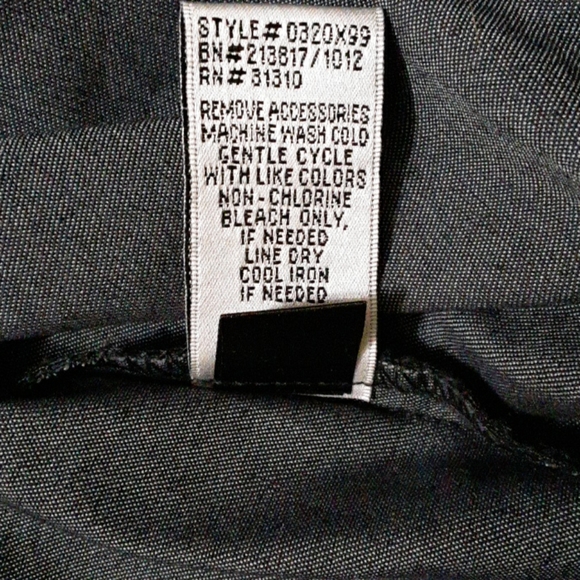 STYLE# 0320X99
BN# 213817/1012
RN# 31310
REMOVE ACCESSORIES
MACHINE WASH COLD
GENTLE CYCLE
WITH LIKE COLORS
NON-CHLORINE
BLEACH ONLY,
IF NEEDED
LINE DRY
COOL IRON
IF NEEDED